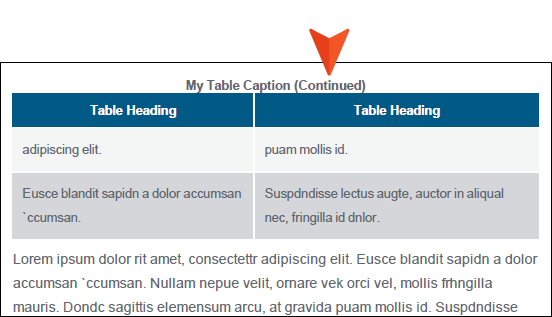 My Table Caption (Continued)
Table Heading Table Heading
adipiscing elit. puam mollis id.
Eusce blandit sapidn a dolor accumsan Suspdndisse lectus augte, auctor in aliqual
`ccumsan. nec, fringilla id dnlor.
Lorem ipsum dolor rit amet, consectettr adipiscing elit. Eusce blandit sapidn a dolor
accumsan `ccumsan. Nullam nepue velit, ornare vek orci vel, mollis frhngilla
mauris. Dondc sagittis elemensum arcu, at gravida puam mollis id. Suspdndisse